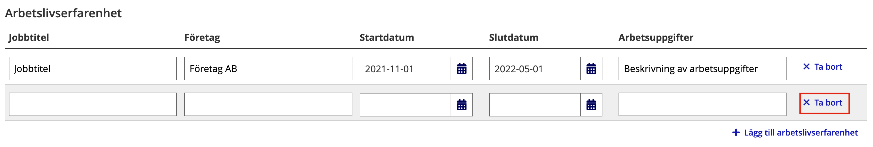 Arbetslivserfarenhet
Jobbtitel Företag Startdatum Slutdatum Arbetsuppgifter
Jobbtitel Företag AB 2021-11-01 2022-05-01 Beskrivning av arbetsuppgifter × Ta bort
× Ta bort
+ Lägg till arbetslivserfarenhet